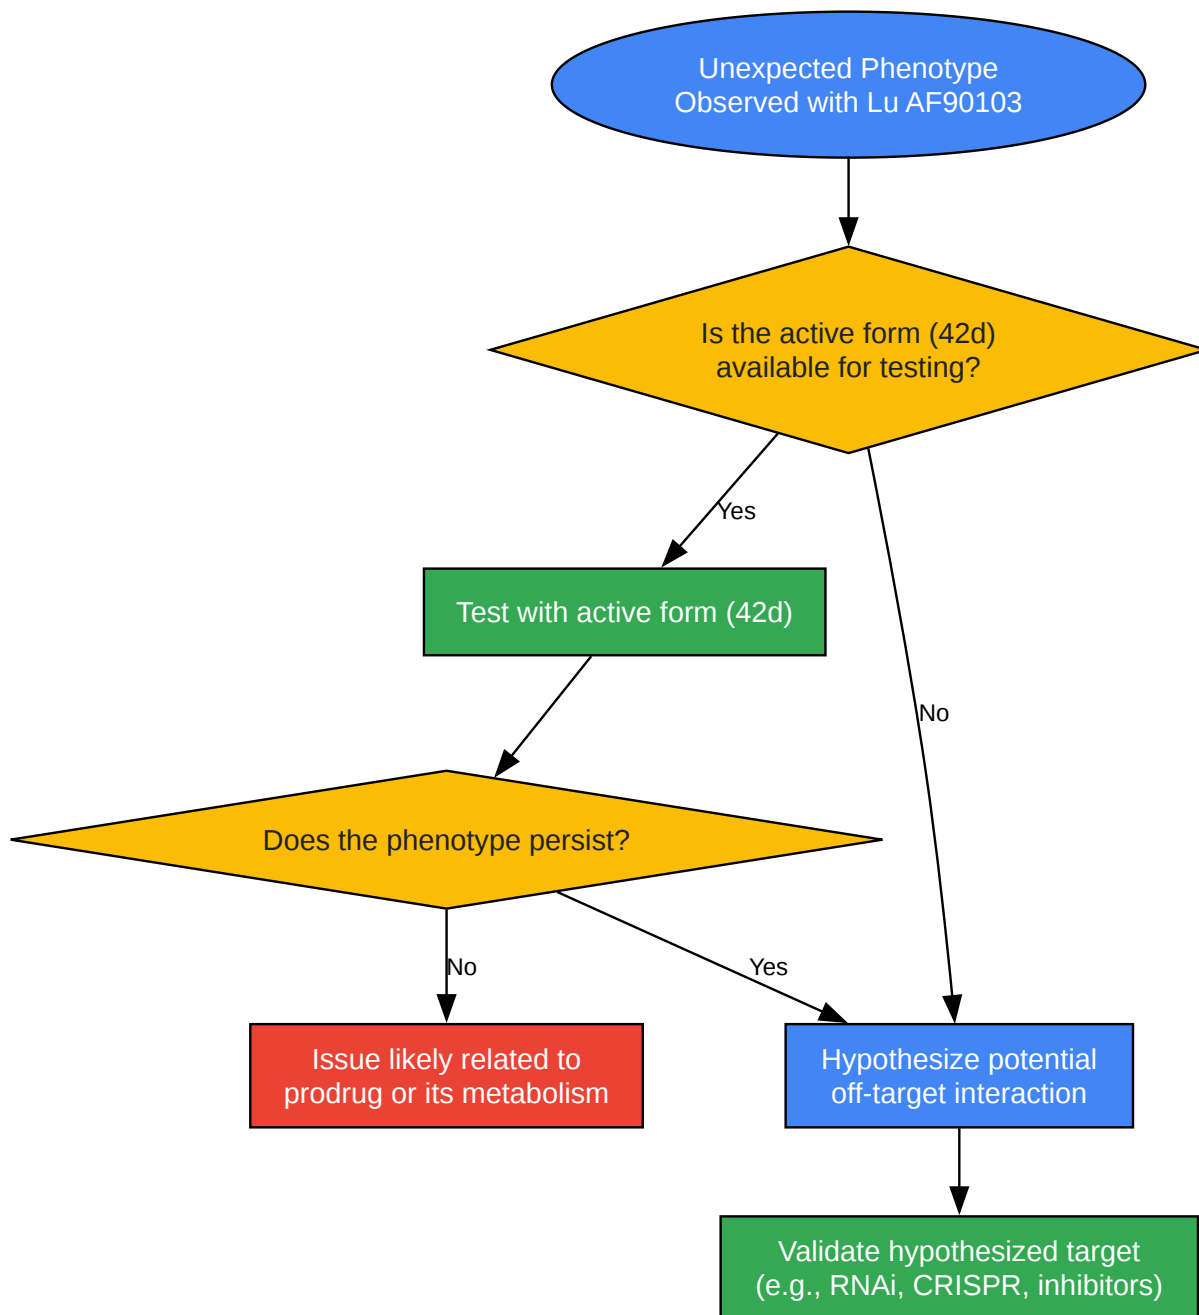 Unexpected Phenotype
Observed with Lu AF90103
Is the active form (42d)
available for testing?
Yes
Test with active form (42d)
No
Does the phenotype persist?
No
Yes
Issue likely related to
prodrug or its metabolism
Hypothesize potential
off-target interaction
Validate hypothesized target
(e.g., RNAi, CRISPR, inhibitors)